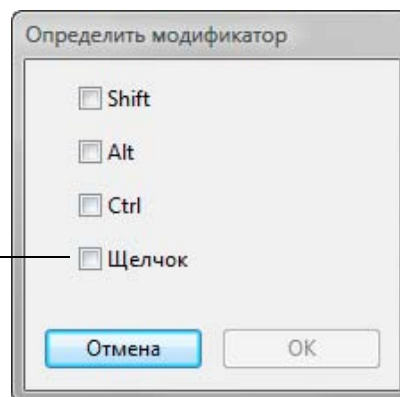 Определить модификатор
Shift
Alt
Ctrl
Щелчок
Отмена
OK